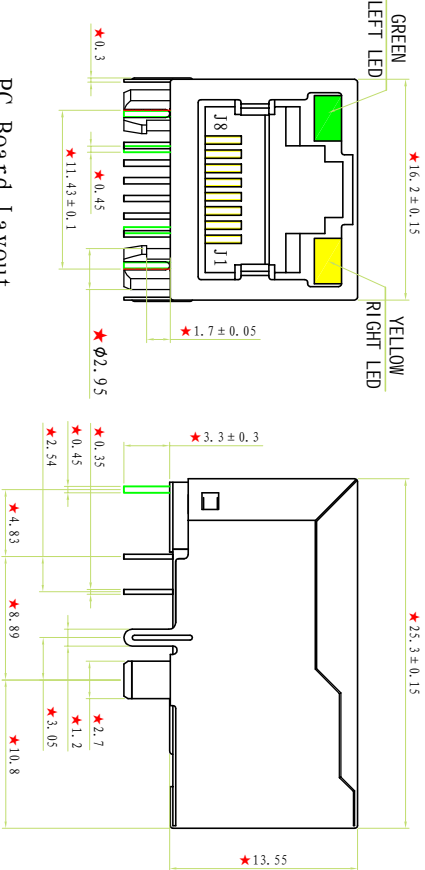 GREEN
LEFT LED
YELLOW
RIGHT LED
★16.2±0.15
J8
J1
★0.3
★0.45
★11.43±0.1
★1.7±0.05
★Φ2.95
PC Board Layout
★3.3±0.3
★25.3±0.15
★0.35
★0.45
★2.54
★4.83
★8.89
★10.8
★2.7
★1.2
★3.05
★13.55